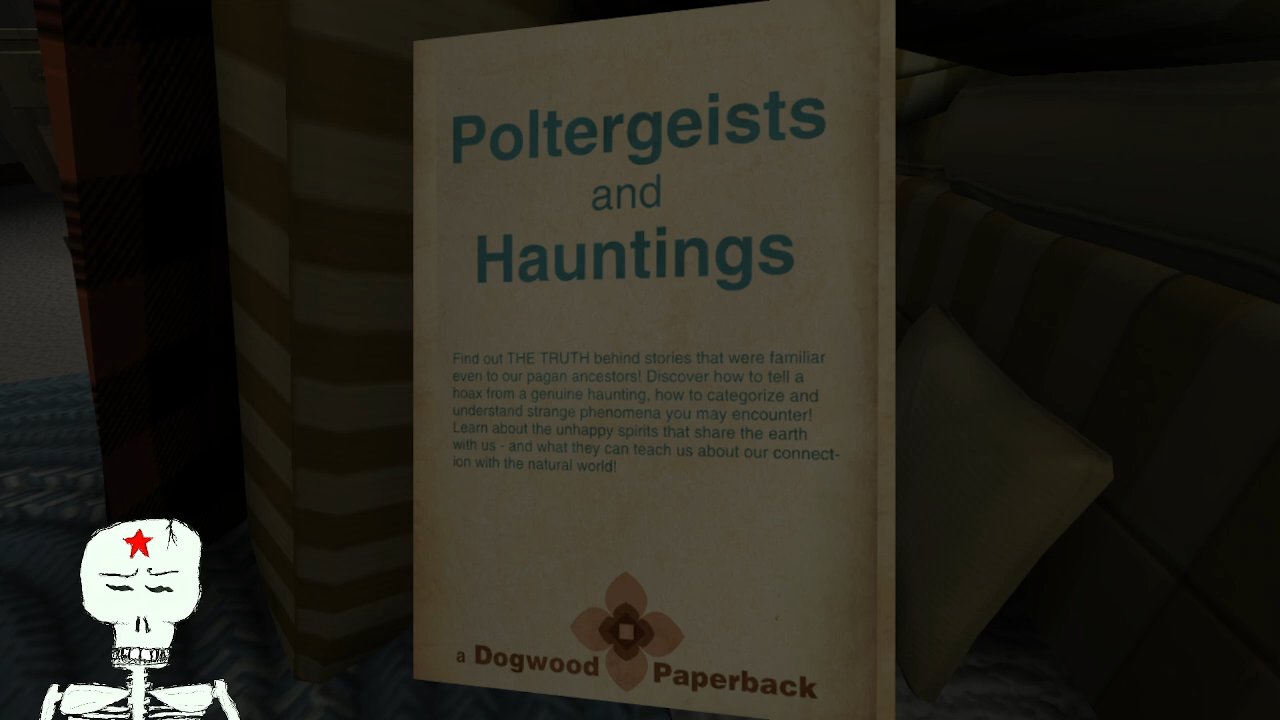 Poltergeists
and
Hauntings
Find out THE TRUTH behind stories that were familiar
even to our pagan ancestors! Discover how to tell a
hoax from a genuine haunting, how to categorize and
understand strange phenomena you may encounter!
Learn about the unhappy spirits that share the earth
with us - and what they can teach us about our connect-
ion with the natural world!
a Dogwood Paperback